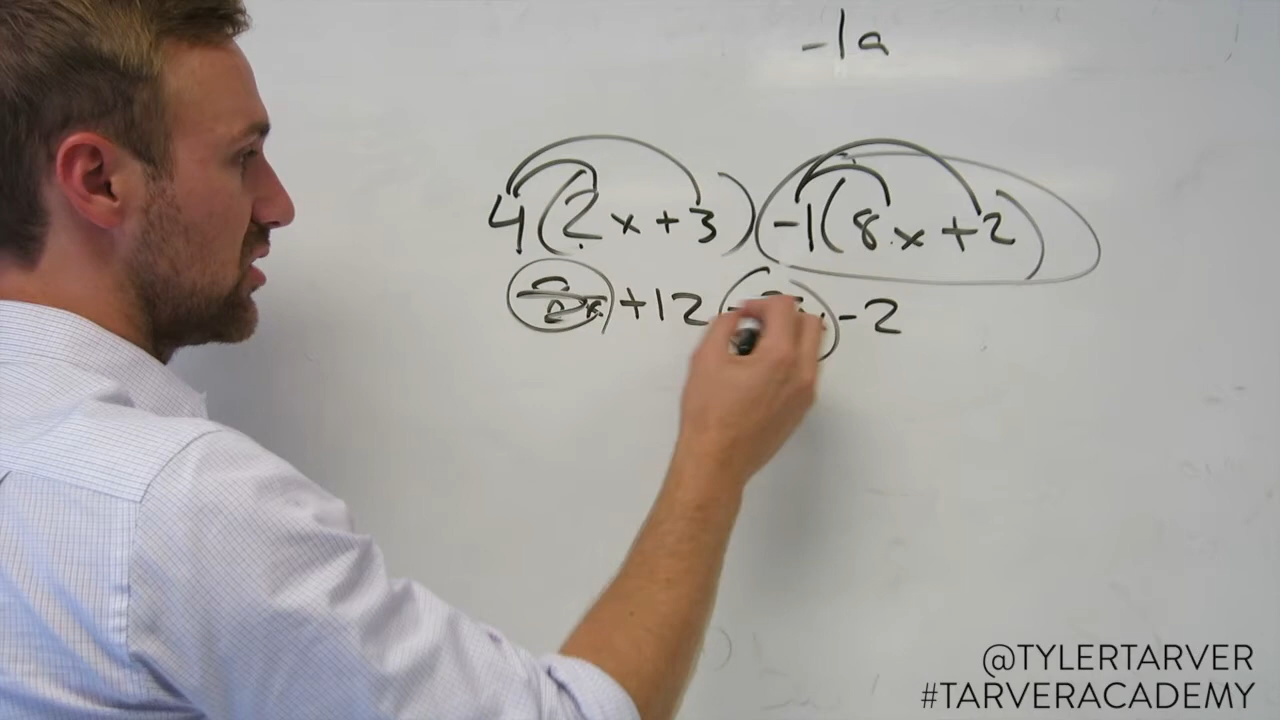 -1a
4(2x+3)-1(8x+2)
8x+12-8x-2
@TYLERTARVER
#TARVERACADEMY